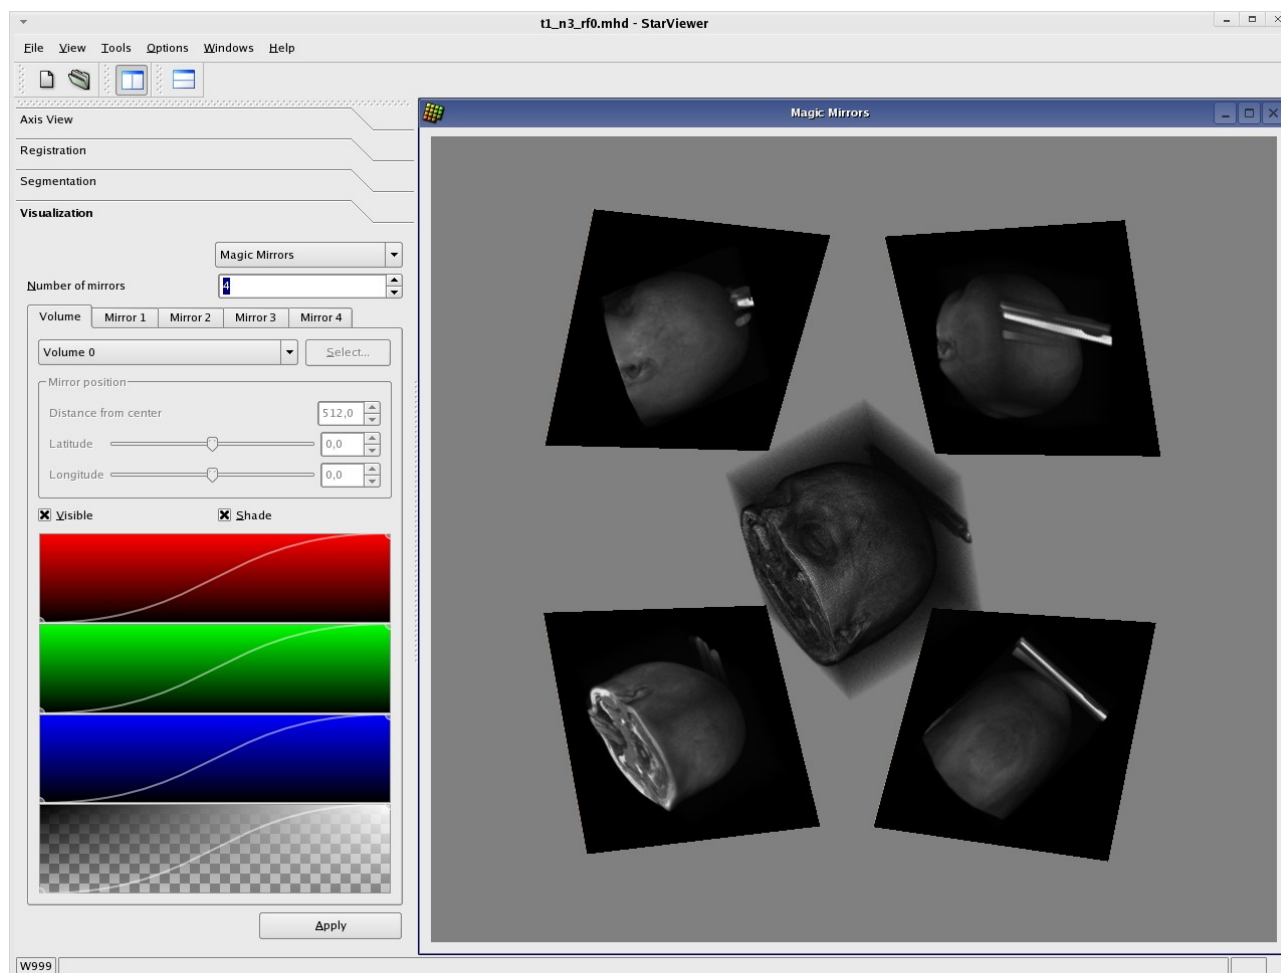 t1_n3_rf0.mhd - StarViewer
File View Tools Options Windows Help
Axis View
Registration
Segmentation
Visualization
Magic Mirrors
Number of mirrors 4
Volume Mirror 1 Mirror 2 Mirror 3 Mirror 4
Volume 0 Select...
Mirror position
Distance from center 512,0
Latitude 0,0
Longitude 0,0
Visible Shade
Apply
W999
Magic Mirrors